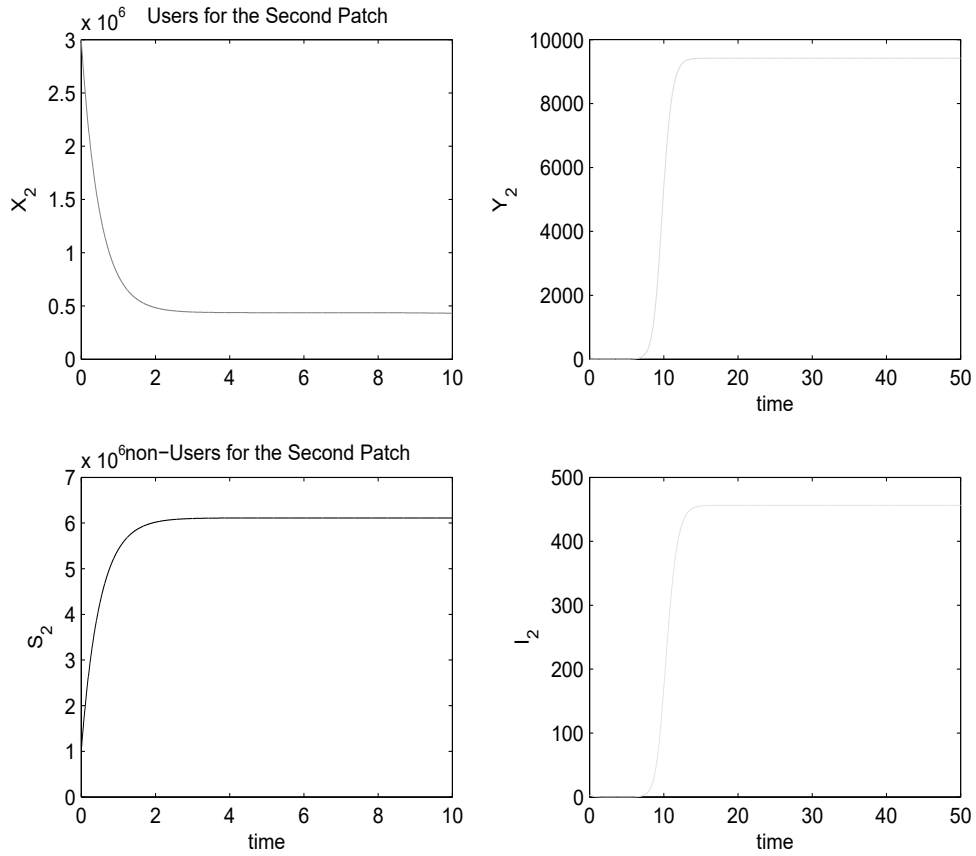 x 10^6 Users for the Second Patch
3
2.5
2
1.5
1
0.5
0
X_2
0 2 4 6 8 10
10000
8000
6000
4000
2000
0
Y_2
0 10 20 30 40 50
time
x 10^6 non−Users for the Second Patch
7
6
5
4
3
2
1
0
S_2
0 2 4 6 8 10
time
500
400
300
200
100
0
I_2
0 10 20 30 40 50
time